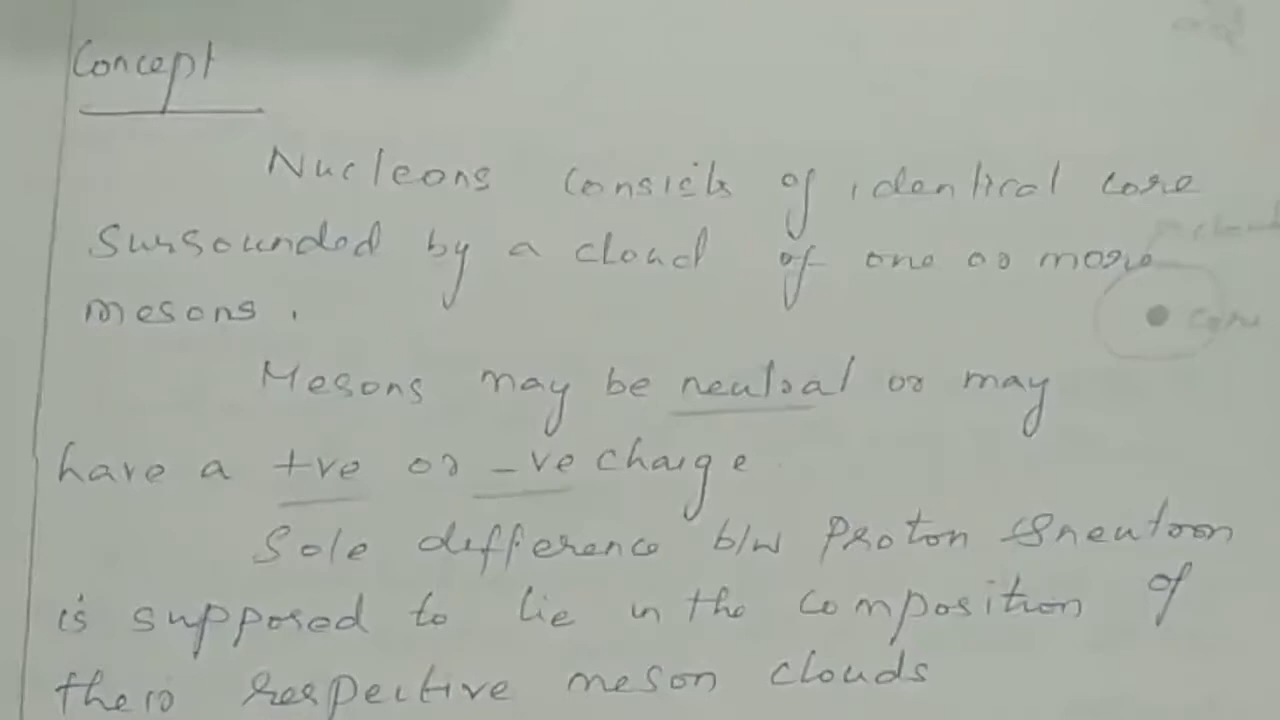 Concept
Nucleons consists of identical core
surrounded by a cloud of one or more
mesons.
Mesons may be neutral or may
have a +ve or -ve charge
Sole difference b/w Proton & neutron
is supposed to lie in the composition of
their respective meson clouds
cloud
core